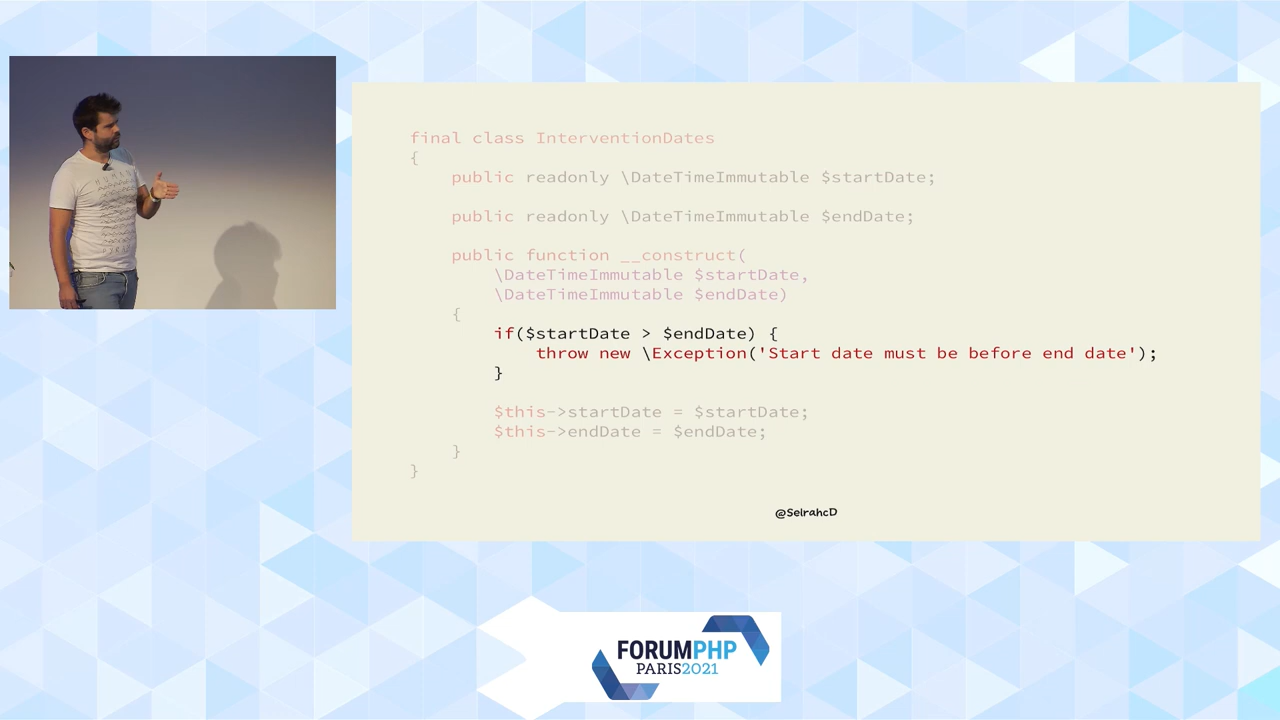 final class InterventionDates
{
    public readonly \DateTimeImmutable $startDate;
    public readonly \DateTimeImmutable $endDate;
    public function __construct(
        \DateTimeImmutable $startDate,
        \DateTimeImmutable $endDate)
    {
        if($startDate > $endDate) {
            throw new \Exception('Start date must be before end date');
        }
        $this->startDate = $startDate;
        $this->endDate = $endDate;
    }
}
@SelrahcD
FORUMPHP
PARIS2021
HUMAN